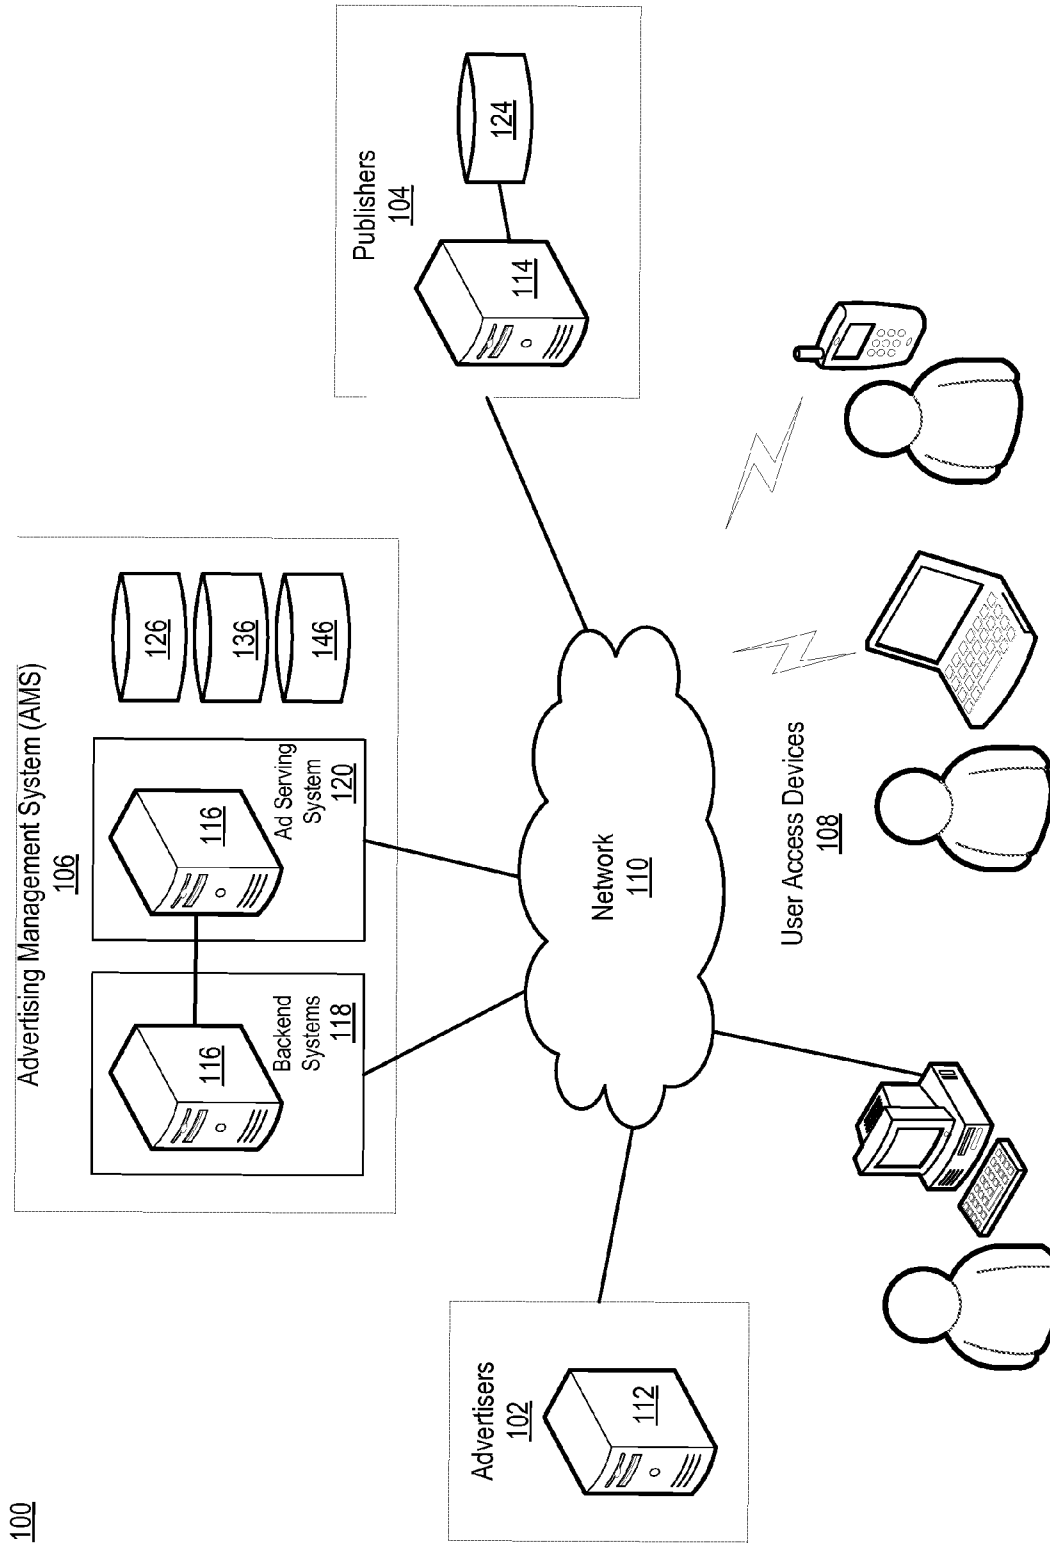 100
Advertising Management System (AMS)
106
116
Backend
Systems
118
116
Ad Serving
System
120
126
136
146
Publishers
104
114
124
Advertisers
102
112
Network
110
User Access Devices
108